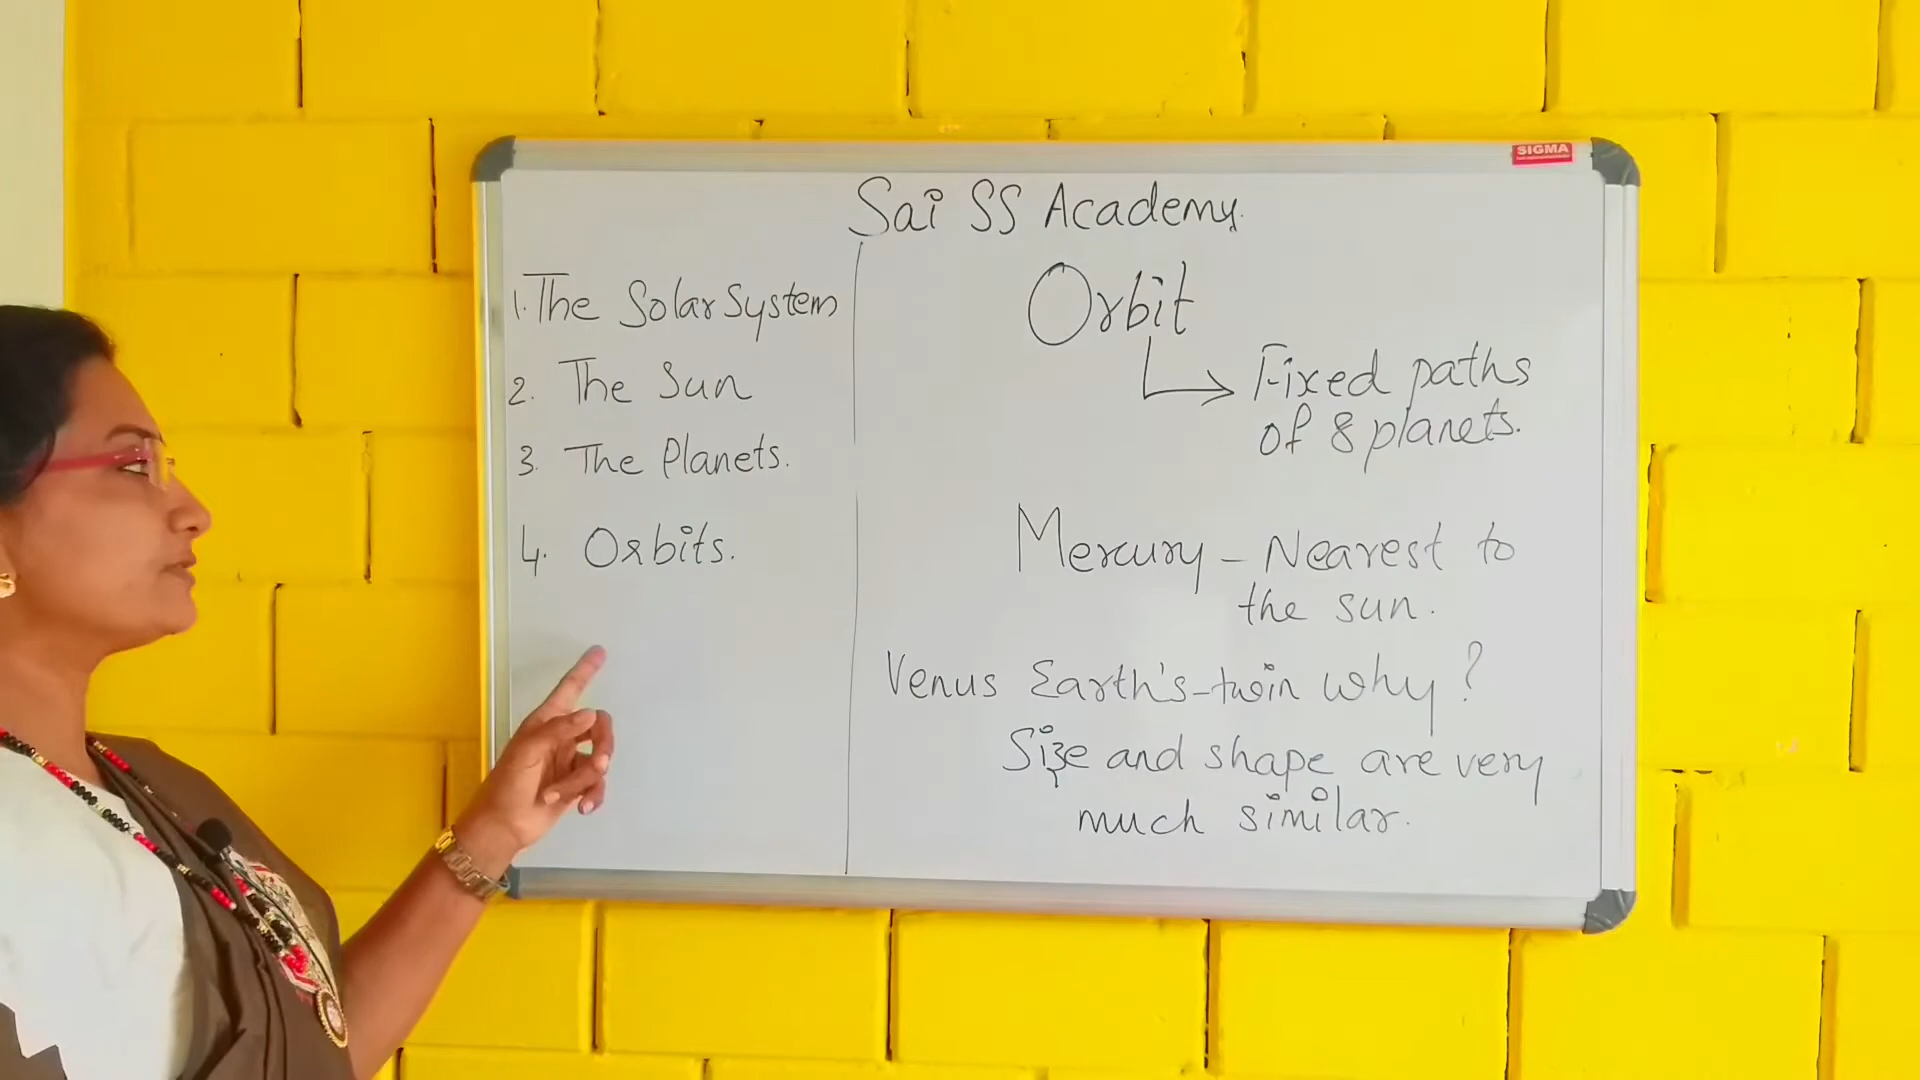 SIGMA
Sai SS Academy.
1. The Solar System
2. The Sun
3. The Planets.
4. Orbits.
Orbit
Fixed paths
of 8 planets.
Mercury - Nearest to
the sun.
Venus Earth's-twin why?
Size and shape are very
much similar.